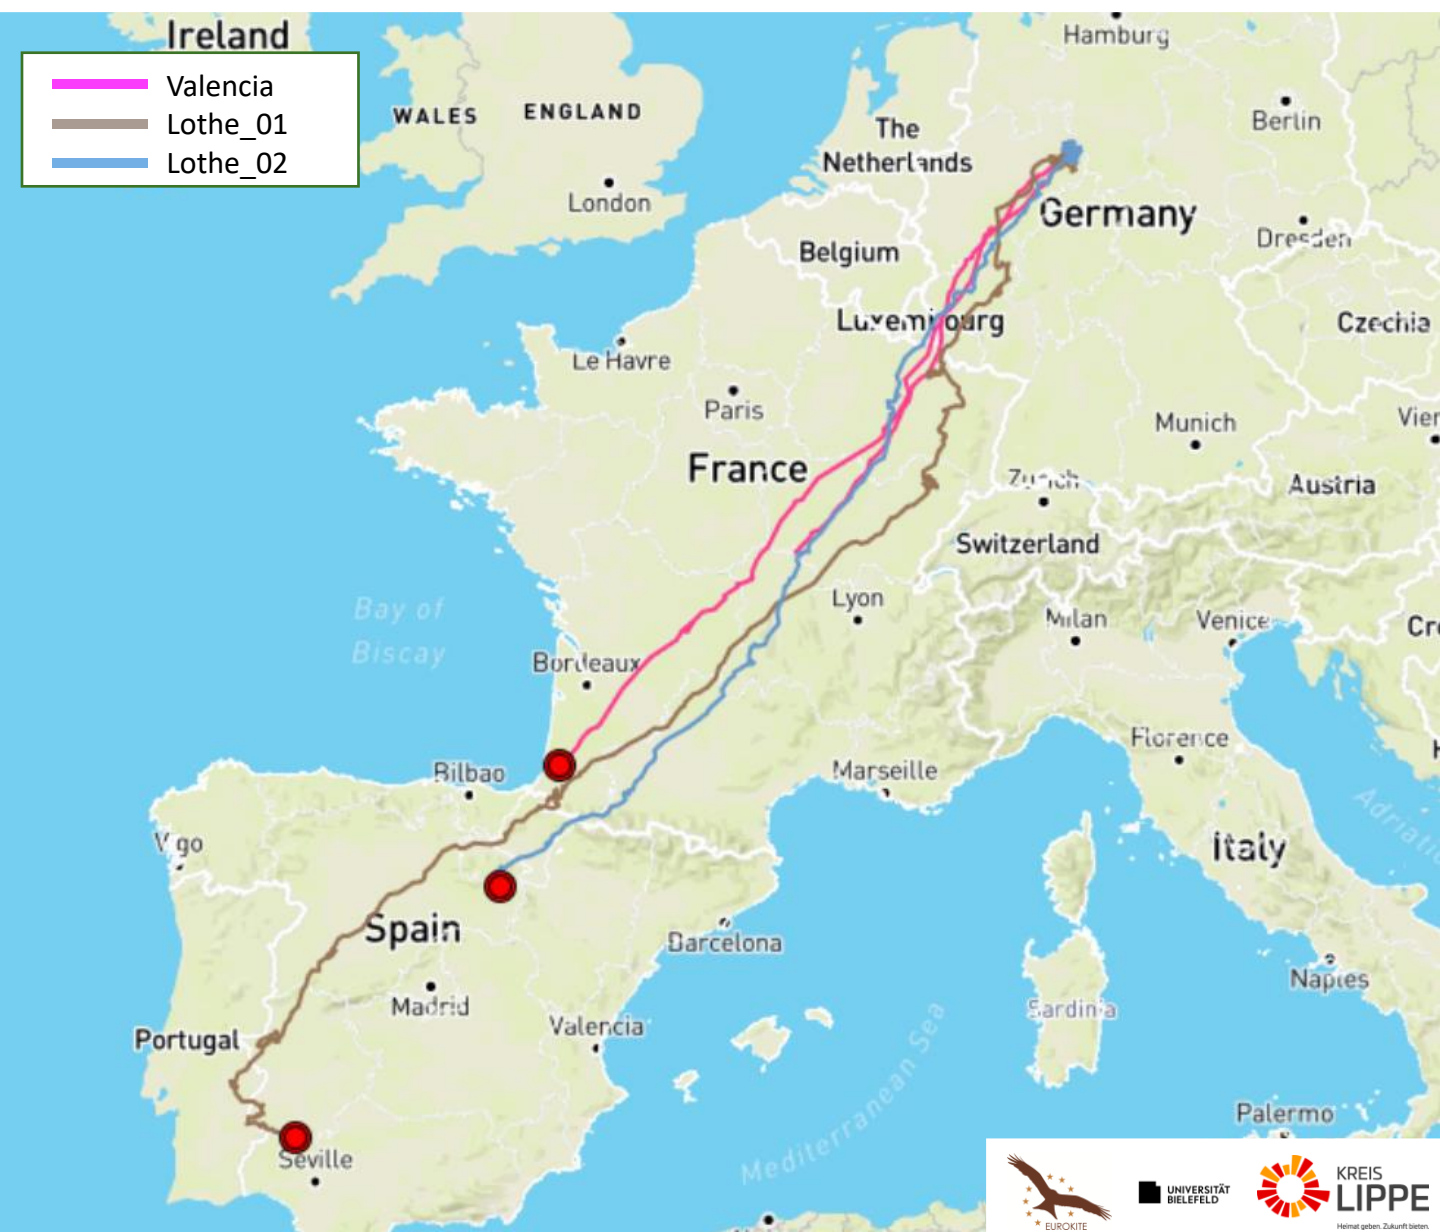 Ireland
Valencia
Lothe_01
Lothe_02
WALES
ENGLAND
London
Hamburg
Berlin
The
Netherlands
Germany
Dresden
Belgium
Luxembourg
Czechia
Le Havre
Paris
Munich
Vier
France
Zurich
Austria
Switzerland
Bay of
Biscay
Lyon
Milan
Venice
Cro
Bordeaux
Florence
Bilbao
Marseille
Adriatic
Vigo
Italy
Spain
Barcelona
Naples
Madrid
Sardinia
Valencia
Portugal
Mediterranean Sea
Palermo
Seville
EUROKITE
UNIVERSITÄT
BIELEFELD
KREIS
LIPPE
Heimat geben. Zukunft bieten.